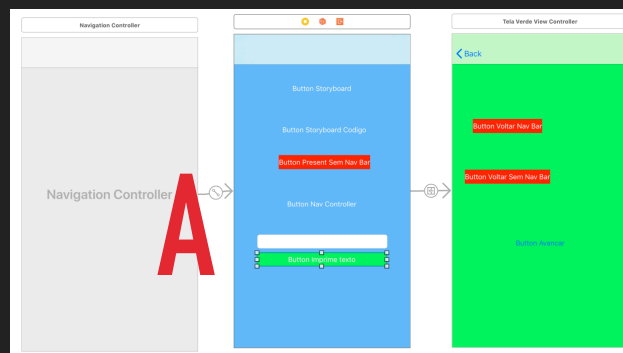 Navigation Controller
Navigation Controller
A
Button Storyboard
Button Storyboard Codigo
Button Present Sem Nav Bar
Button Nav Controller
Button Imprime texto
Tela Verde View Controller
Back
Button Voltar Nav Bar
Button Voltar Sem Nav Bar
Button Avancar